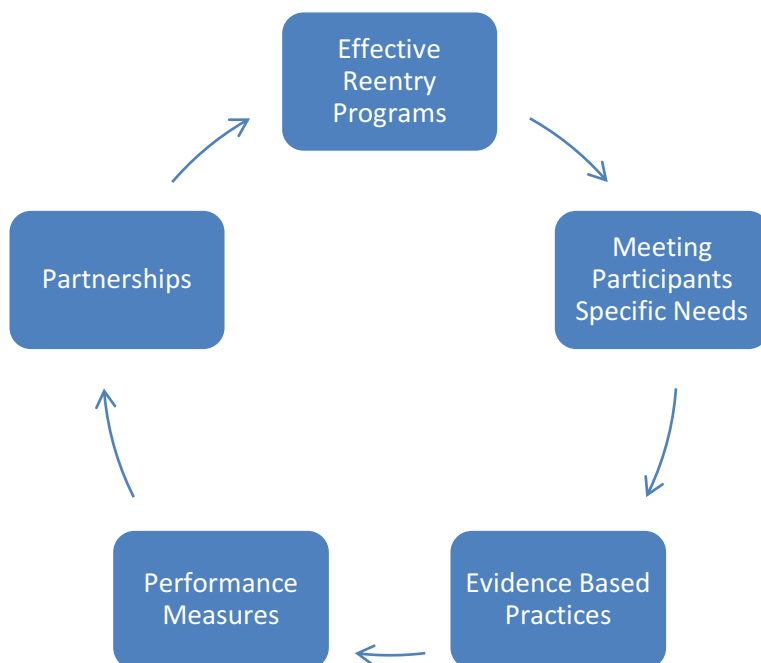 Effective
Reentry
Programs
Meeting
Participants
Specific Needs
Evidence Based
Practices
Performance
Measures
Partnerships